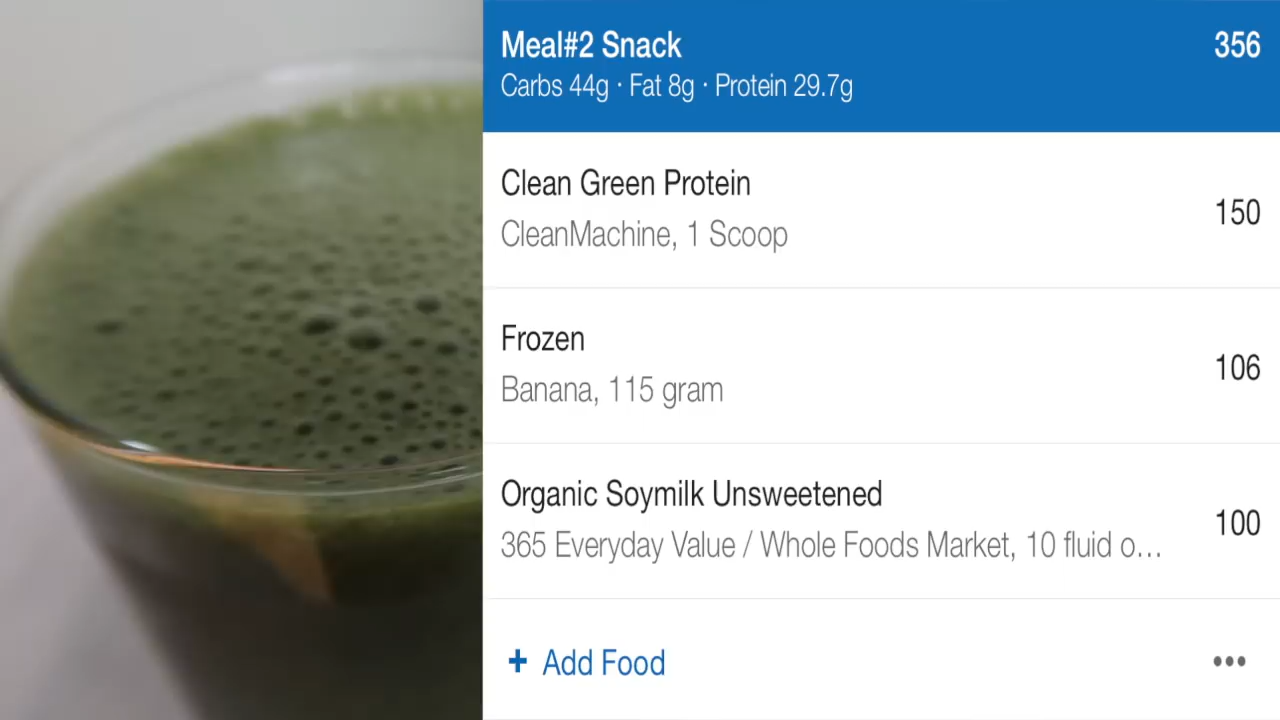 Meal#2 Snack 356
Carbs 44g · Fat 8g · Protein 29.7g
Clean Green Protein
CleanMachine, 1 Scoop 150
Frozen
Banana, 115 gram 106
Organic Soymilk Unsweetened
365 Everyday Value / Whole Foods Market, 10 fluid o… 100
+ Add Food •••